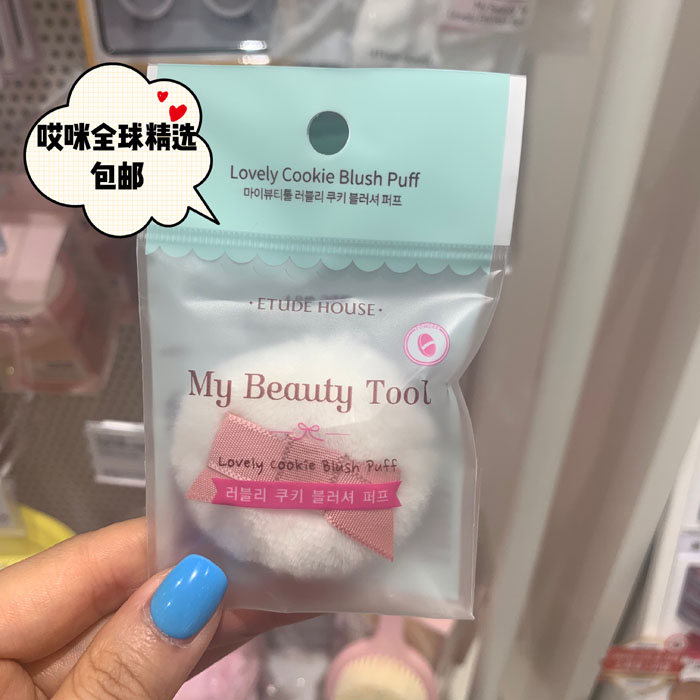 哎咪全球精选
包邮
Lovely Cookie Blush Puff
마이뷰티툴 러블리 쿠키 블러셔 퍼프
·ETUDE HOUSE·
My Beauty Tool
Lovely Cookie Blush Puff
러블리 쿠키 블러셔 퍼프